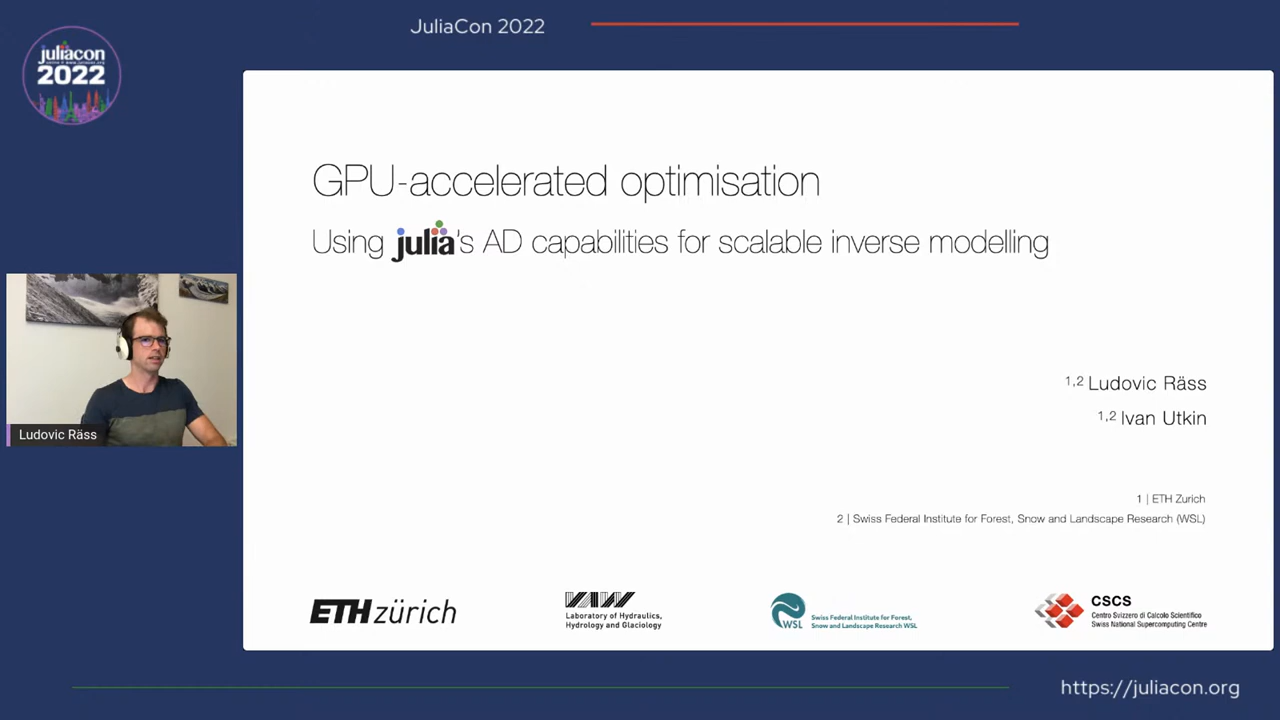 JuliaCon 2022
juliacon
2022
GPU-accelerated optimisation
Using julia's AD capabilities for scalable inverse modelling
Ludovic Räss
1,2 Ludovic Räss
1,2 Ivan Utkin
1 | ETH Zurich
2 | Swiss Federal Institute for Forest, Snow and Landscape Research (WSL)
ETH zürich
VAW
Laboratory of Hydraulics,
Hydrology and Glaciology
WSL
Swiss Federal Institute for Forest,
Snow and Landscape Research WSL
CSCS
Centro Svizzero di Calcolo Scientifico
Swiss National Supercomputing Centre
https://juliacon.org